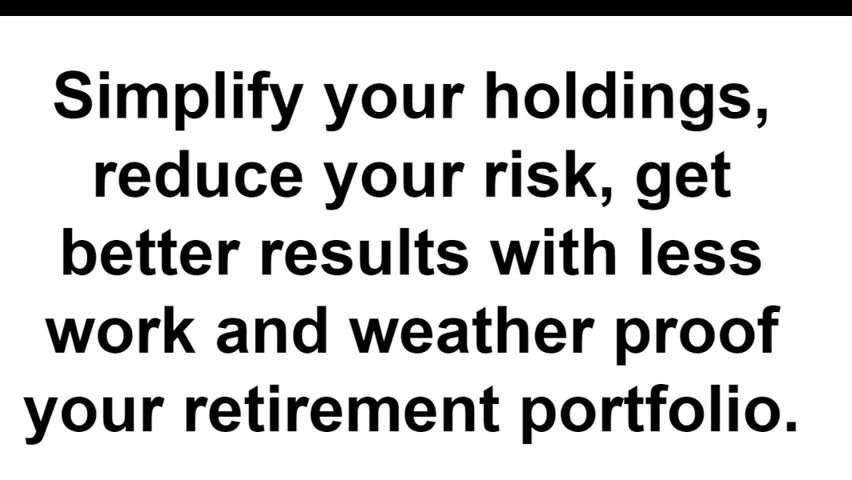 Simplify your holdings,
reduce your risk, get
better results with less
work and weather proof
your retirement portfolio.